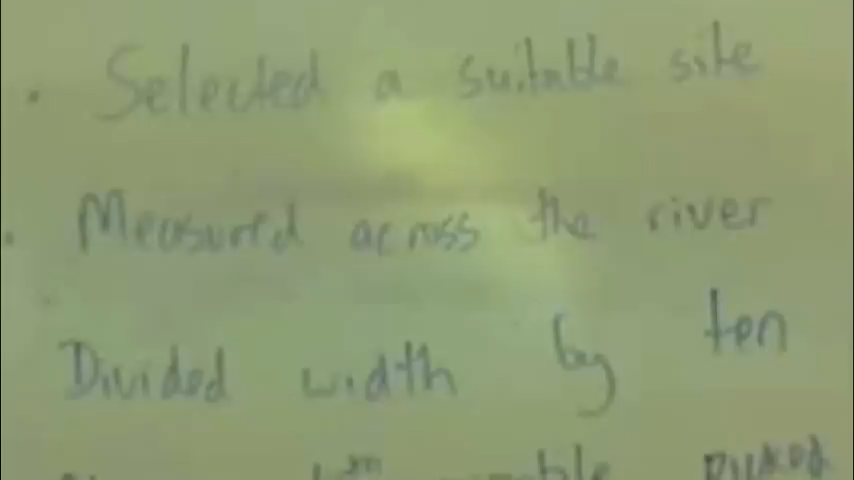 • Selected a suitable site
• Measured across the river
Divided width by ten